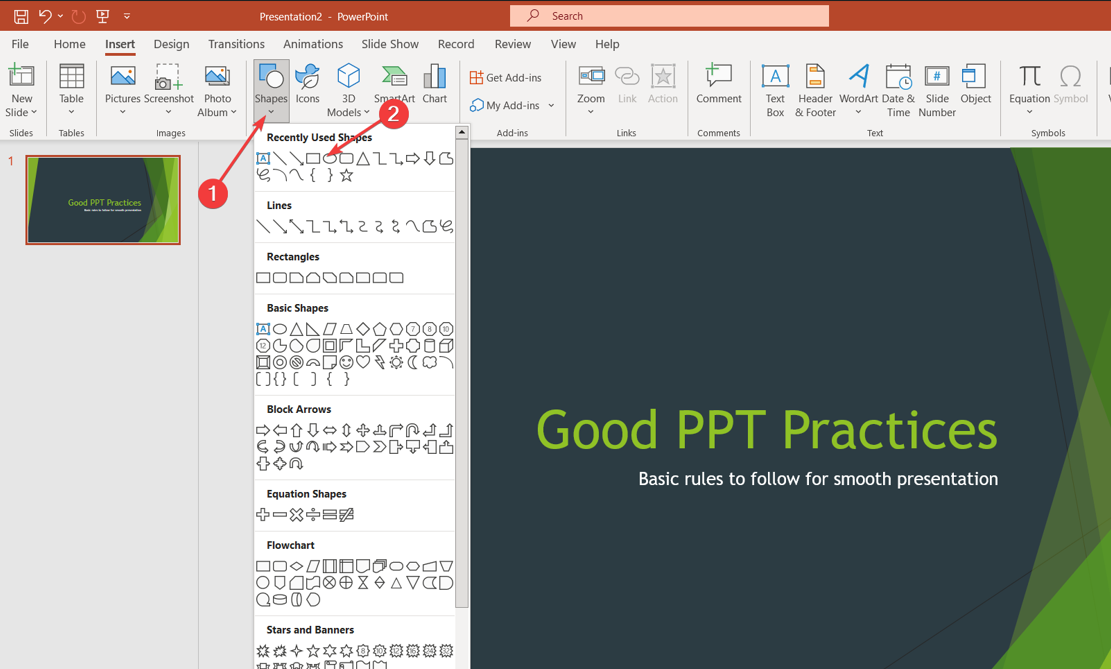 Presentation2 - PowerPoint
Search
File Home Insert Design Transitions Animations Slide Show Record Review View Help
New Slide
Table
Pictures
Screenshot
Photo Album
Shapes
Icons
3D Models
SmartArt
Chart
Get Add-ins
My Add-ins
Zoom
Link
Action
Comment
Text Box
Header & Footer
WordArt
Date & Time
Slide Number
Object
Equation
Symbol
Slides
Tables
Images
Add-ins
Links
Comments
Text
Symbols
1
2
1
Good PPT Practices
Basic rules to follow for smooth presentation
Recently Used Shapes
Lines
Rectangles
Basic Shapes
Block Arrows
Equation Shapes
Flowchart
Stars and Banners
Good PPT Practices
Basic rules to follow for smooth presentation